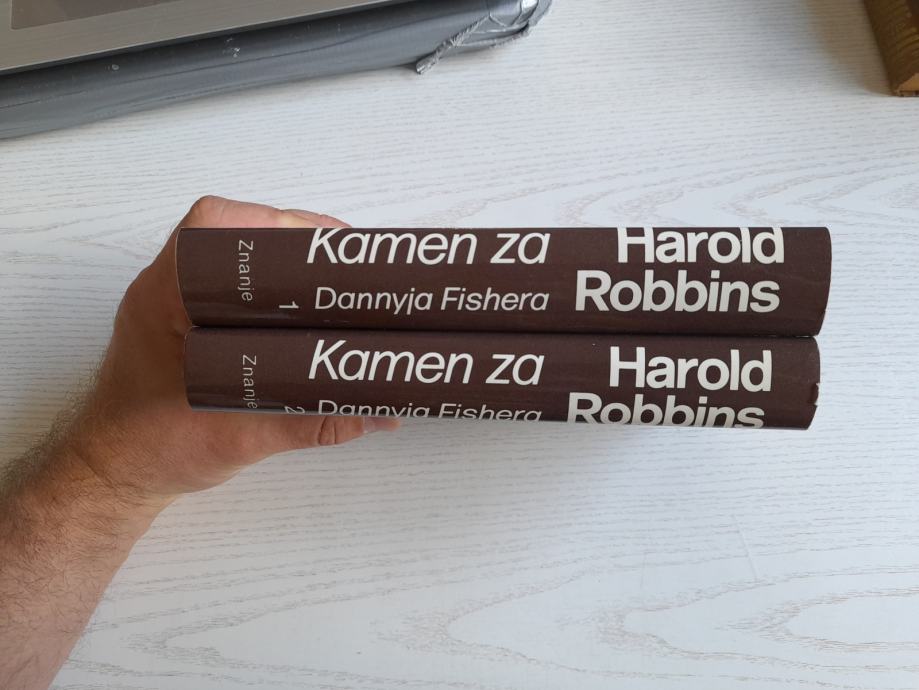 Znanje
1
Kamen za
Dannyja Fishera
Harold
Robbins
Znanje
2
Kamen za
Dannyja Fishera
Harold
Robbins